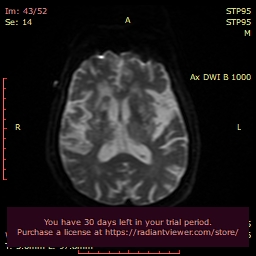 Im: 43/52
STP95
Se: 14
STP95
M
A
Ax DWI B 1000
R
L
You have 30 days left in your trial period.
Purchase a license at https://radiantviewer.com/store/